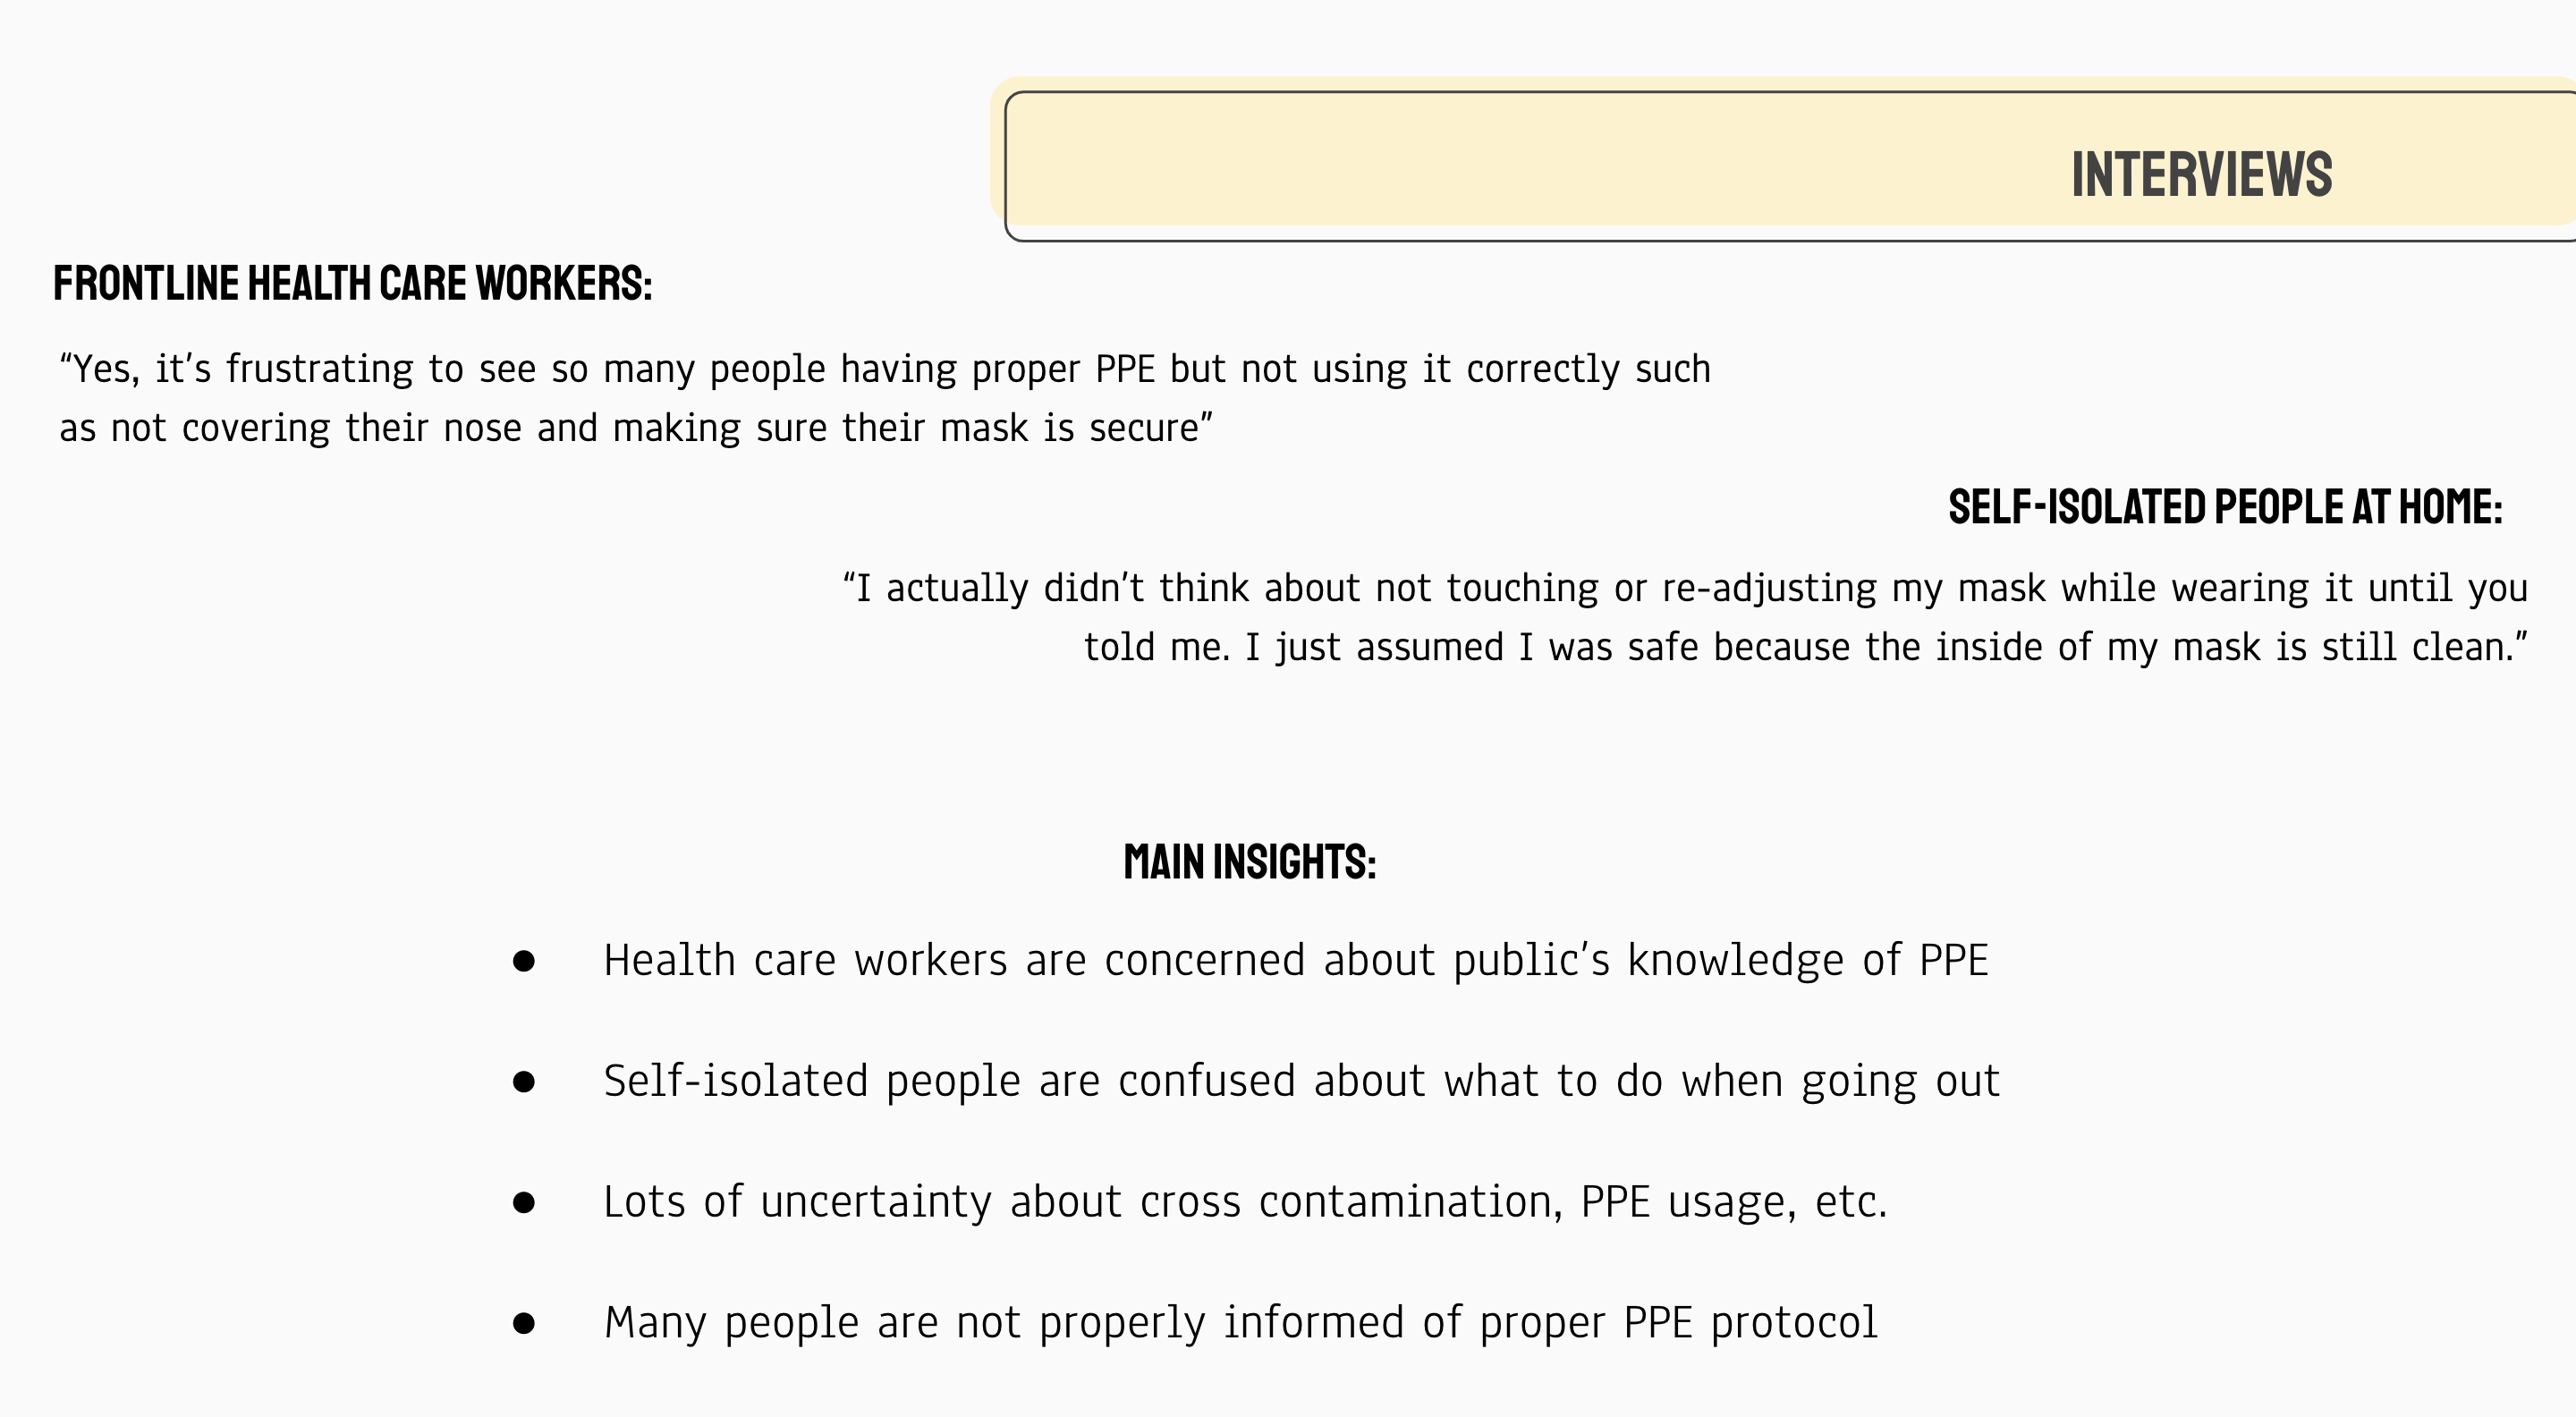 INTERVIEWS
FRONTLINE HEALTH CARE WORKERS:
“Yes, it’s frustrating to see so many people having proper PPE but not using it correctly such
as not covering their nose and making sure their mask is secure”
SELF-ISOLATED PEOPLE AT HOME:
“I actually didn’t think about not touching or re-adjusting my mask while wearing it until you
told me. I just assumed I was safe because the inside of my mask is still clean.”
MAIN INSIGHTS:
● Health care workers are concerned about public’s knowledge of PPE
● Self-isolated people are confused about what to do when going out
● Lots of uncertainty about cross contamination, PPE usage, etc.
● Many people are not properly informed of proper PPE protocol